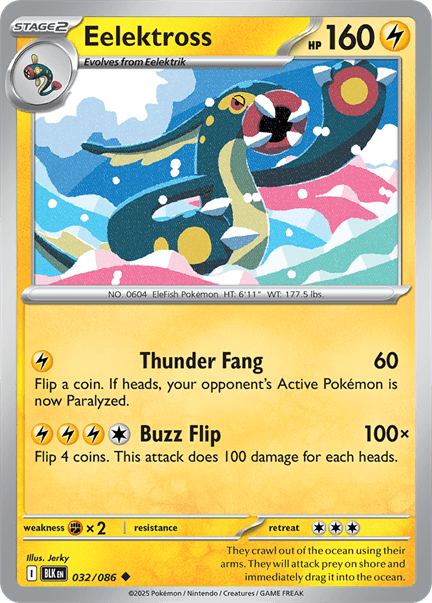 STAGE2
Eelektross
HP 160
Evolves from Eelektrik
NO. 0604 EleFish Pokémon HT: 6'11" WT: 177.5 lbs.
Thunder Fang 60
Flip a coin. If heads, your opponent's Active Pokémon is
now Paralyzed.
Buzz Flip 100×
Flip 4 coins. This attack does 100 damage for each heads.
weakness ×2 resistance retreat
Illus. Jerky
I BLK EN 032/086
They crawl out of the ocean using their
arms. They will attack prey on shore and
immediately drag it into the ocean.
©2025 Pokémon / Nintendo / Creatures / GAME FREAK